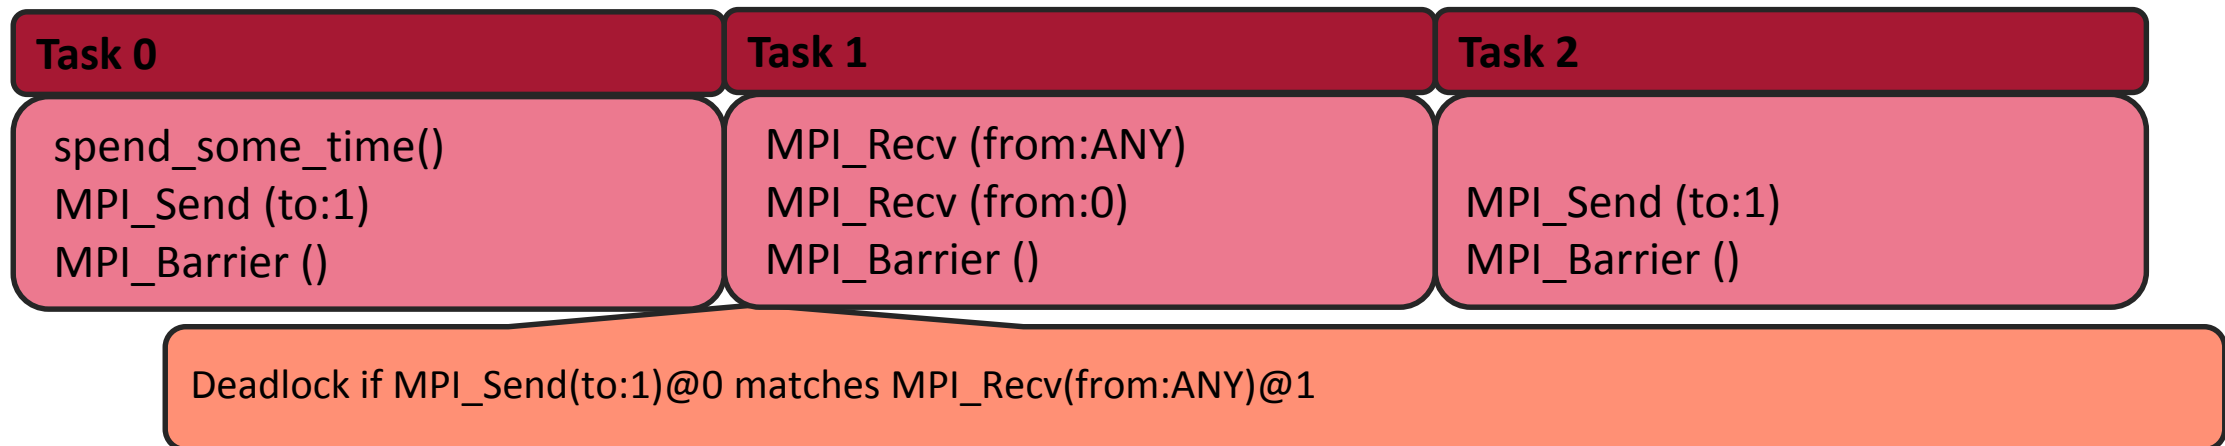 Task 0
spend_some_time()
MPI_Send (to:1)
MPI_Barrier ()
Task 1
MPI_Recv (from:ANY)
MPI_Recv (from:0)
MPI_Barrier ()
Task 2
MPI_Send (to:1)
MPI_Barrier ()
Deadlock if MPI_Send(to:1)@0 matches MPI_Recv(from:ANY)@1